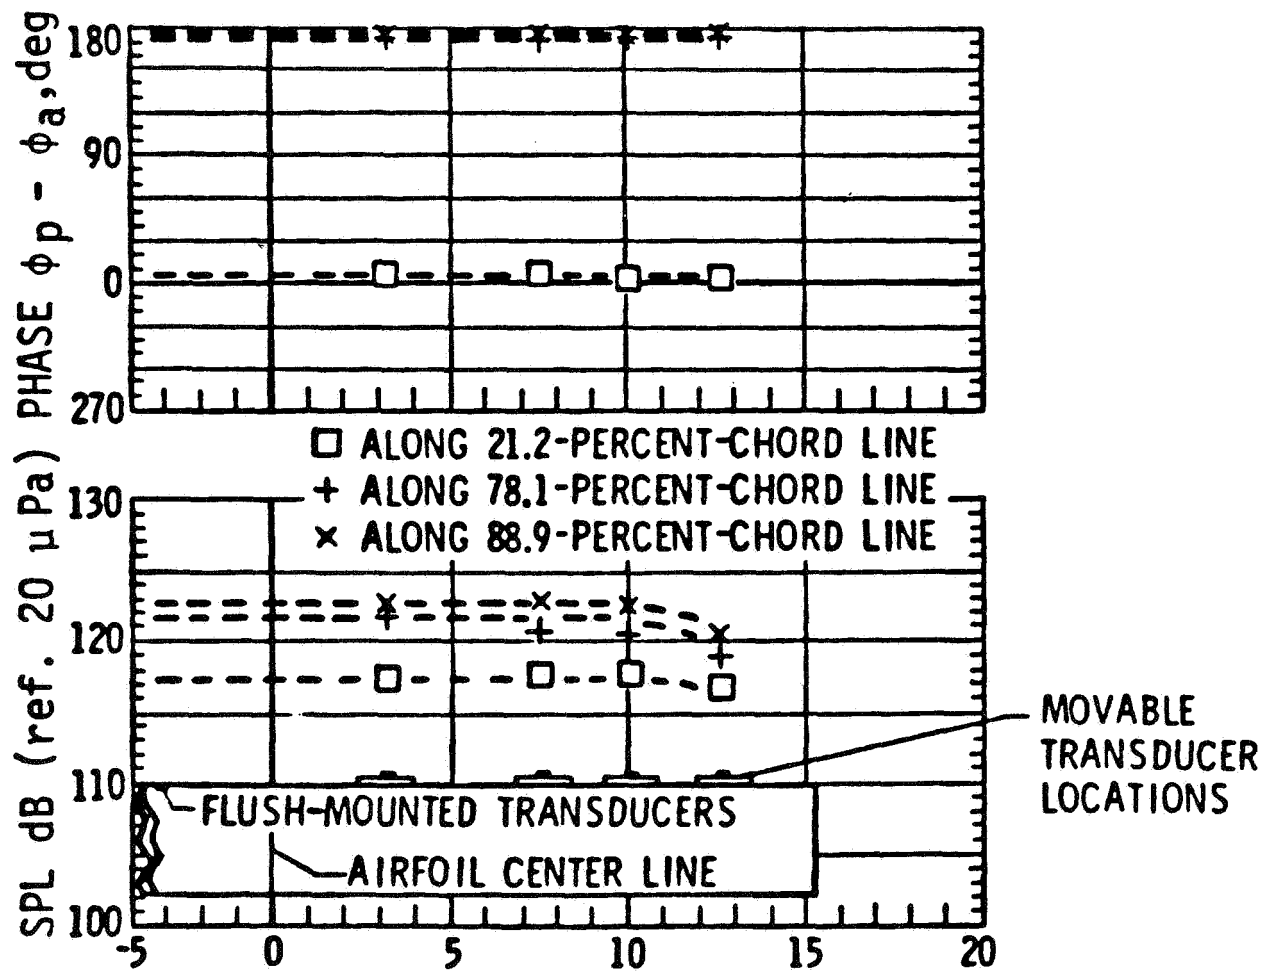 180
90
0
270
PHASE ϕp - ϕa, deg
□ ALONG 21.2-PERCENT-CHORD LINE
+ ALONG 78.1-PERCENT-CHORD LINE
× ALONG 88.9-PERCENT-CHORD LINE
130
120
110
100
SPL dB (ref. 20 μPa)
MOVABLE
TRANSDUCER
LOCATIONS
FLUSH-MOUNTED TRANSDUCERS
AIRFOIL CENTER LINE
-5 0 5 10 15 20